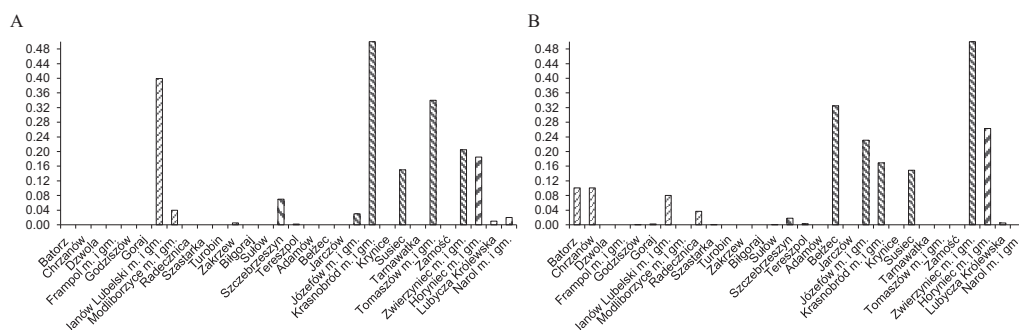 A
0.48
0.44
0.40
0.36
0.32
0.28
0.24
0.20
0.16
0.12
0.08
0.04
0.00
Batorz
Chrzanów
Dzwola
Frampol m. i gm.
Godziszów
Goraj
Janów Lubelski m. i gm.
Modliborzyce m. i gm.
Radecznica
Szastarka
Turobin
Zakrzew
Biłgoraj
Sułów
Szczebrzeszyn
Tereszpol
Adamów
Bełżec
Jarczów
Józefów m. i gm.
Krasnobród m. i gm.
Krynice
Susiec
Tarnawatka
Tomaszów m. i gm.
Zamość
Zwierzyniec m. i gm.
Horyniec m. i gm.
Lubycza Królewska
Narol m. i gm.
B
0.48
0.44
0.40
0.36
0.32
0.28
0.24
0.20
0.16
0.12
0.08
0.04
0.00
Batorz
Chrzanów
Dzwola
Frampol m. i gm.
Godziszów
Goraj
Janów Lubelski m. i gm.
Modliborzyce i gm.
Radecznica
Szastarka
Turobin
Zakrzew
Biłgoraj
Sułów
Szczebrzeszyn
Tereszpol
Adamów
Bełżec
Jarczów
Józefów m. i gm.
Krasnobród m. i gm.
Krynice
Susiec
Tarnawatka
Tomaszów m. i gm.
Zamość
Zwierzyniec m. i gm.
Horyniec m. i gm.
Lubycza Królewska
Narol m. i gm.